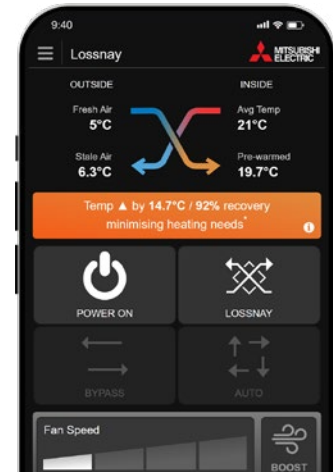 9:40
Lossnay
MITSUBISHI
ELECTRIC
OUTSIDE
INSIDE
Fresh Air
5°C
Avg Temp
21°C
Stale Air
6.3°C
Pre-warmed
19.7°C
Temp ▲ by 14.7°C / 92% recovery
minimising heating needs*
POWER ON
LOSSNAY
BYPASS
AUTO
Fan Speed
BOOST